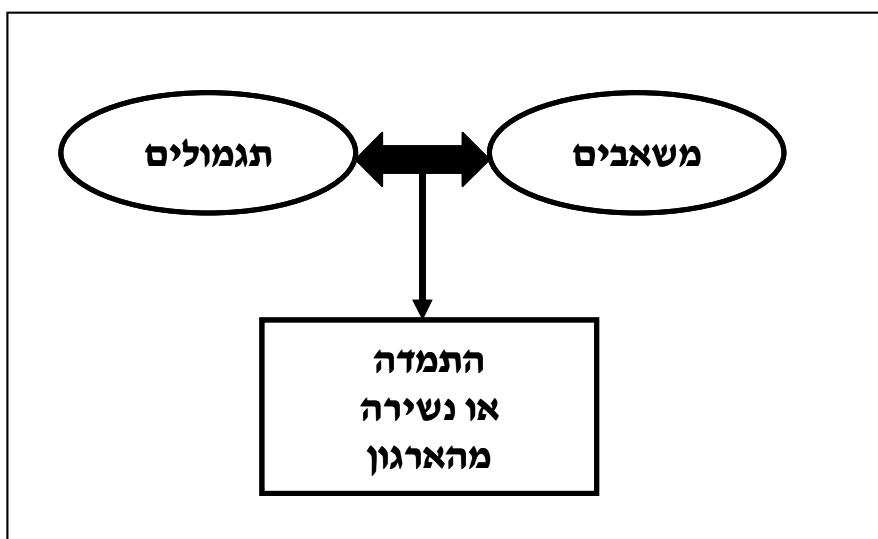 משאבים
תגמולים
התמדה
או נשירה
מהארגון